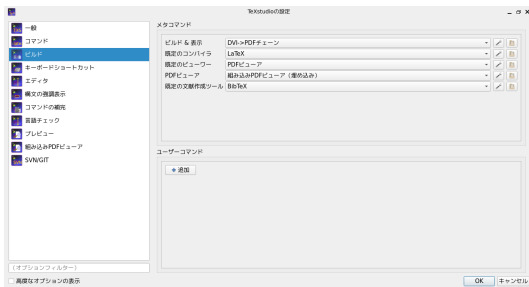 TeXstudioの設定
一般
コマンド
ビルド
キーボードショートカット
エディタ
構文の強調表示
コマンドの補完
言語チェック
プレビュー
組み込みPDFビューア
SVN/GIT
(オプションフィルター)
高度なオプションの表示
メタコマンド
ビルド & 表示 DVI->PDFチェーン
既定のコンパイラ LaTeX
既定のビューワー PDFビューア
PDFビューア 組み込みPDFビューア（埋め込み）
既定の文献作成ツール BibTeX
ユーザーコマンド
追加
OK キャンセル